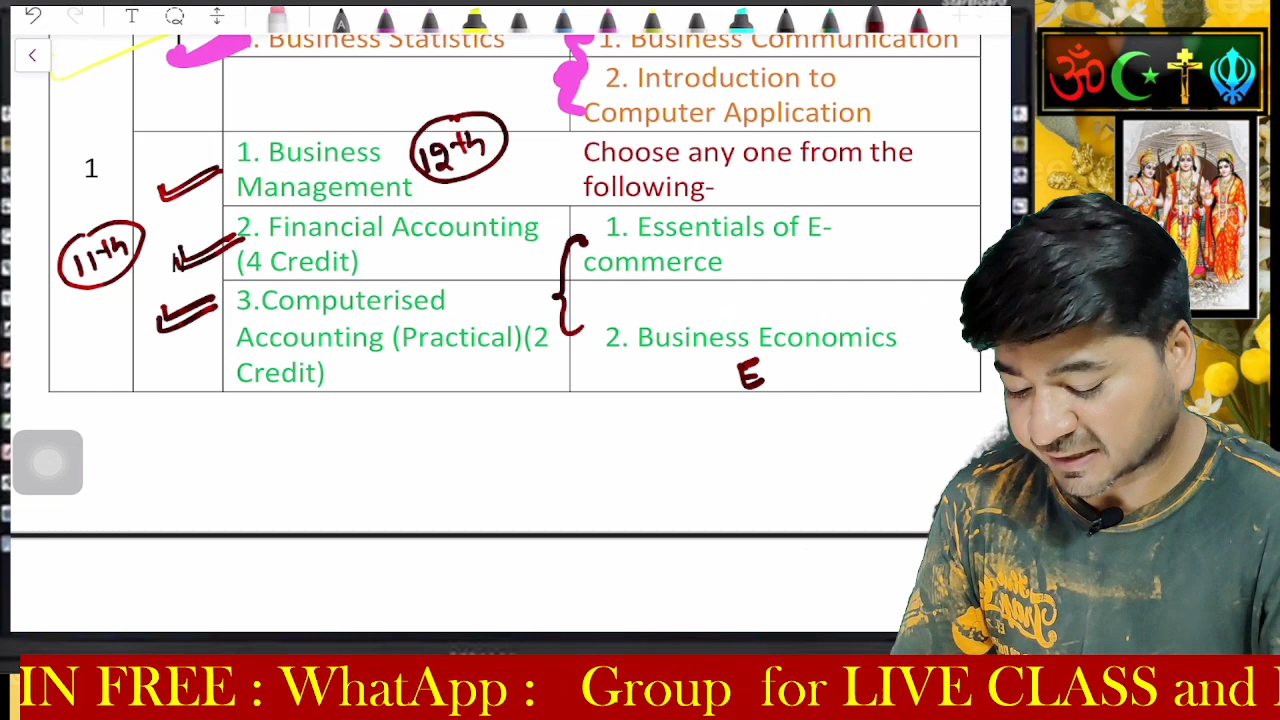 . Business Statistics
1. Business Communication
2. Introduction to
Computer Application
1
1. Business
Management
12th
Choose any one from the
following-
11th
2. Financial Accounting
(4 Credit)
1. Essentials of E-
commerce
3.Computerised
Accounting (Practical)(2
Credit)
2. Business Economics
E
IN FREE : WhatApp : Group for LIVE CLASS and